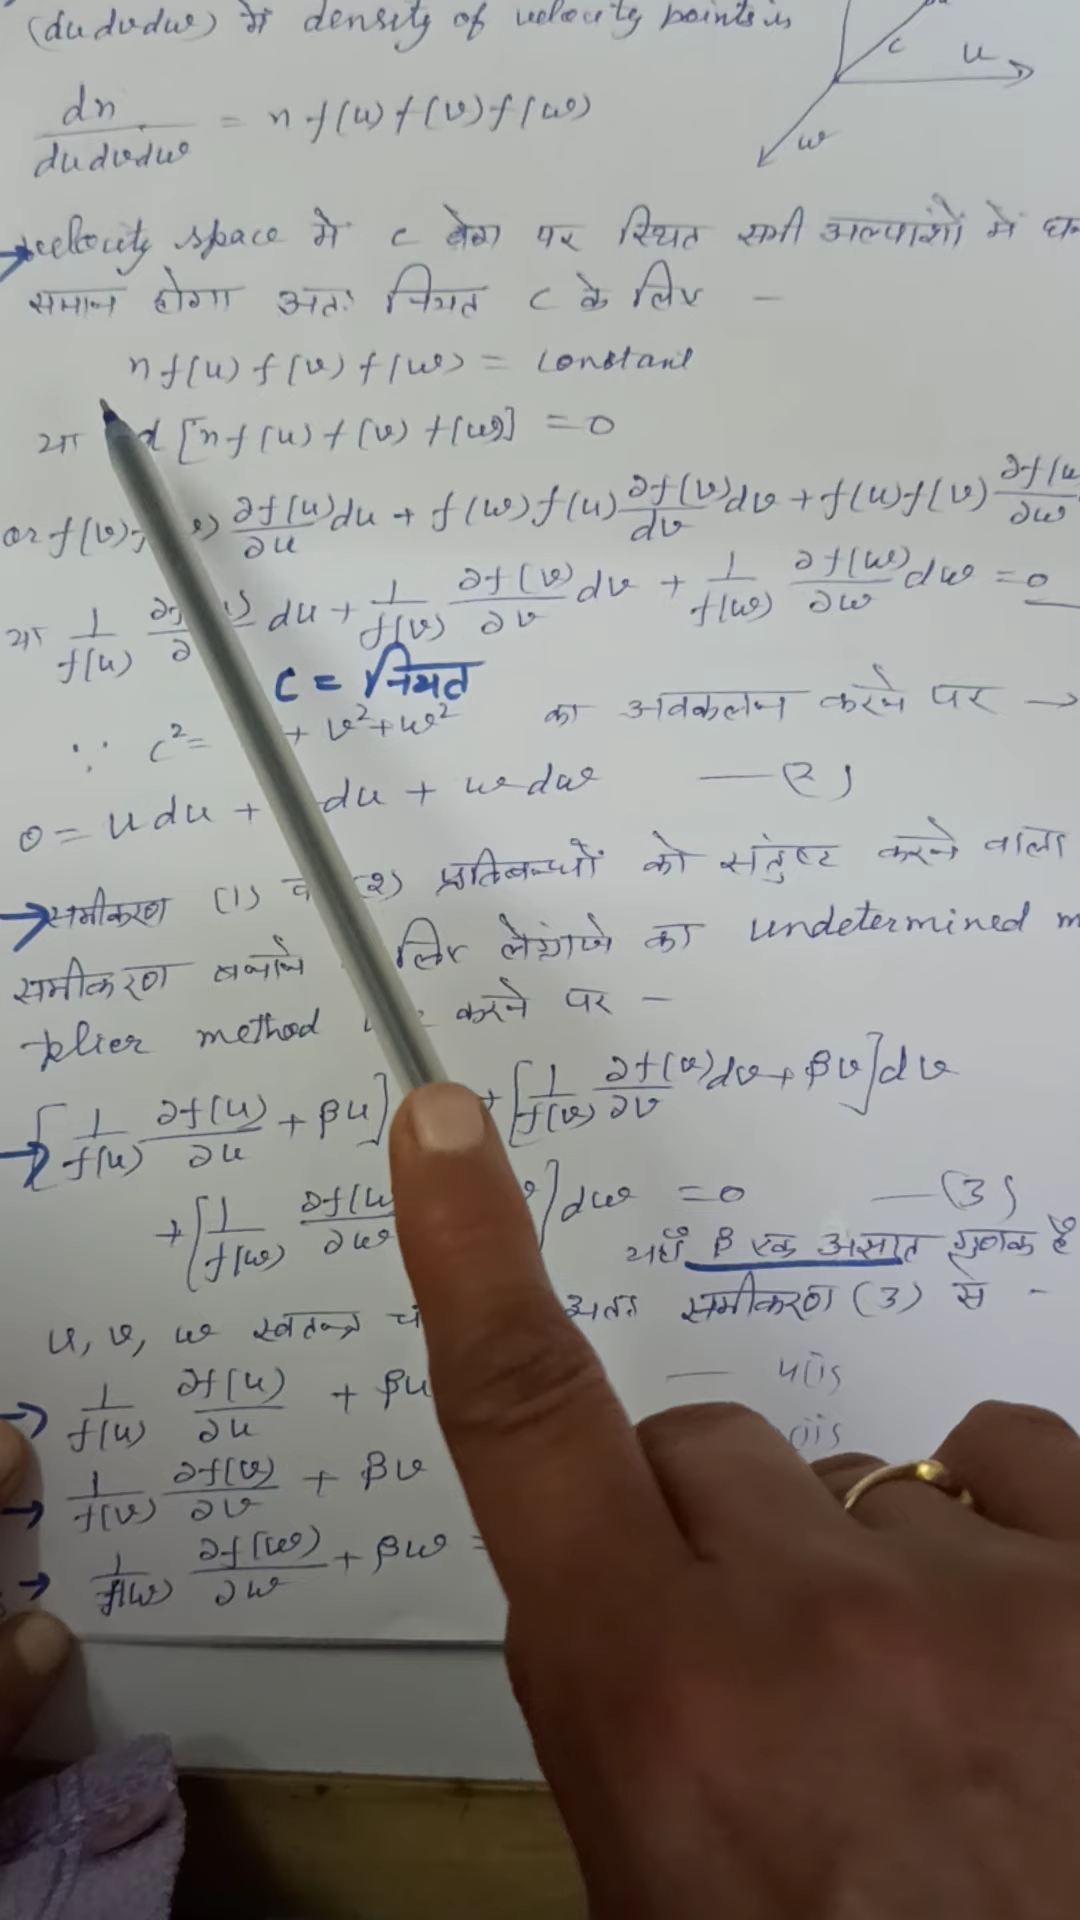 (du dv dw) में density of velocity points is
dn/du dv dw = n f(u) f(v) f(w)
c u
w
velocity space में c वेग पर स्थित सभी अल्पांशों में
समान होगा अतः नियत c के लिए —
n f(u) f(v) f(w) = constant
या d [n f(u) f(v) f(w)] = 0
or f(v) ∂f(u)/∂u du + f(w) f(u) ∂f(v)/dv dv + f(u) f(v) ∂f(u/∂w
या 1/f(u) du + 1/f(v) ∂f(v)/∂v dv + 1/f(w) ∂f(w)/∂w dw = 0
c = नियत
∵ c² = + v² + w² का अवकलन करने पर →
0 = u du + du + w dw — (2)
समीकरण (1) व (2) प्रतिबन्धों को संतुष्ट करने वाला
समीकरण बनाने लिए लेग्रांजे का undetermined m
-plier method करने पर —
[1/f(u) ∂f(u)/∂u + βu] + [1/f(v) ∂f(v)/∂v dv + βv] dv
+ [1/f(w) ∂f(w/∂w ] dw = 0 — (3)
यहाँ β एक अज्ञात गुणक है
u, v, w स्वतन्त्र अतः समीकरण (3) से -
→ 1/f(u) ∂f(u)/∂u + βu — 4(i)
→ 1/f(v) ∂f(v)/∂v + βv
→ 1/f(w) ∂f(w)/∂w + βw =